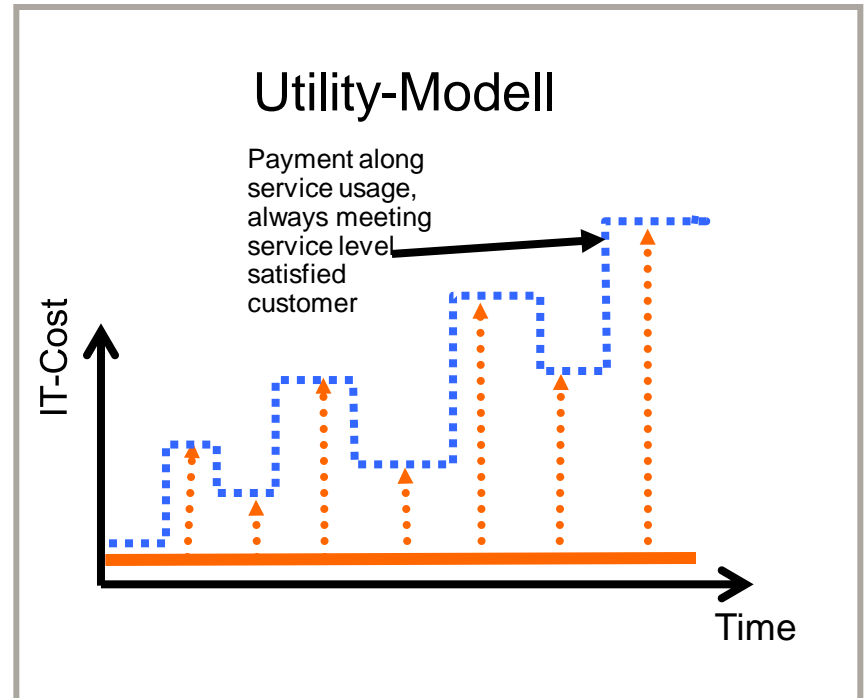 Utility-Modell
Payment along
service usage,
always meeting
service level
satisfied
customer
IT-Cost
Time